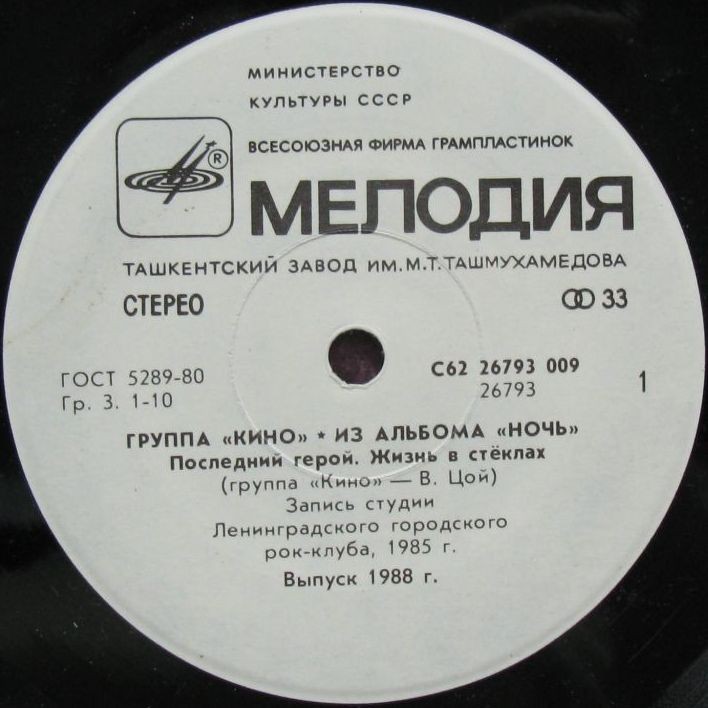 МИНИСТЕРСТВО
КУЛЬТУРЫ СССР
ВСЕСОЮЗНАЯ ФИРМА ГРАМПЛАСТИНОК
®
МЕЛОДИЯ
ТАШКЕНТСКИЙ ЗАВОД ИМ. М. Т. ТАШМУХАМЕДОВА
СТЕРЕО
33
ГОСТ 5289-80
Гр. 3. 1-10
С62 26793 009
26793
1
ГРУППА «КИНО» * ИЗ АЛЬБОМА «НОЧЬ»
Последний герой. Жизнь в стёклах
(группа «Кино» — В. Цой)
Запись студии
Ленинградского городского
рок-клуба, 1985 г.
Выпуск 1988 г.